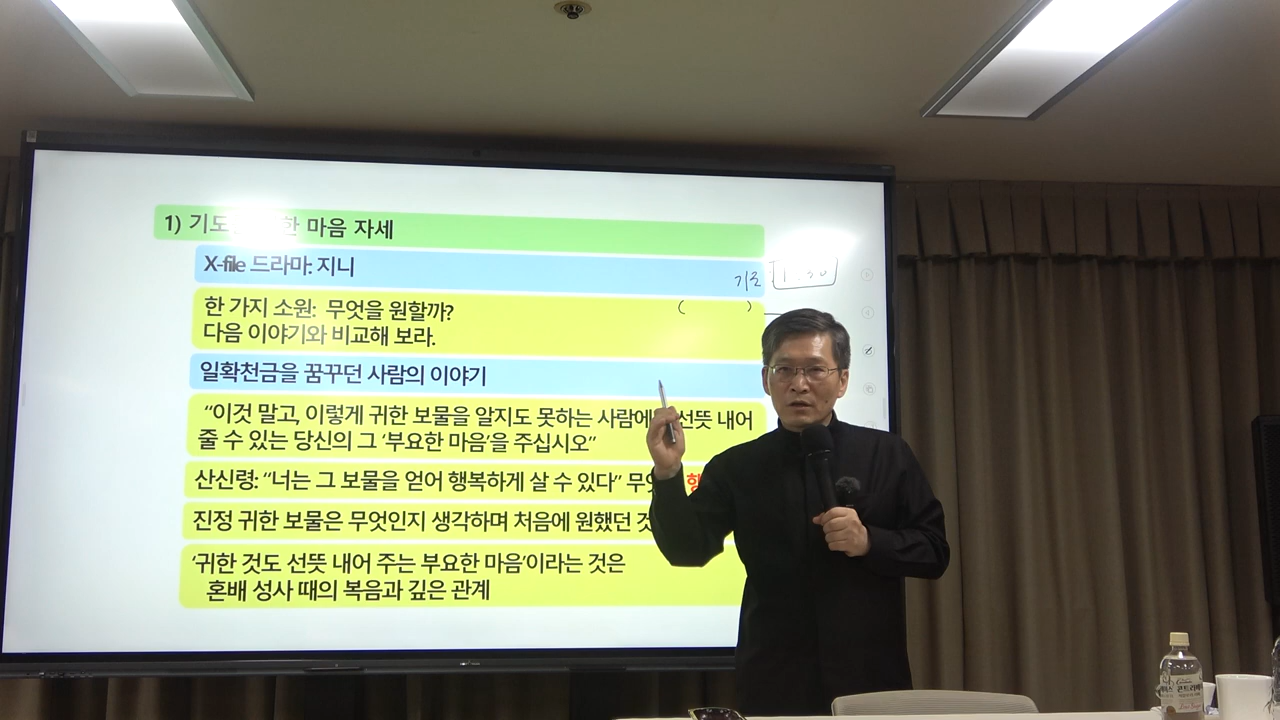 1) 기도 한 마음 자세
X-file 드라마: 지니
기도 1:30
한 가지 소원: 무엇을 원할까?
( )
다음 이야기와 비교해 보라.
일확천금을 꿈꾸던 사람의 이야기
“이것 말고, 이렇게 귀한 보물을 알지도 못하는 사람에 선뜻 내어
줄 수 있는 당신의 그 ‘부요한 마음’을 주십시오”
산신령: “너는 그 보물을 얻어 행복하게 살 수 있다”
진정 귀한 보물은 무엇인지 생각하며 처음에 원했던
‘귀한 것도 선뜻 내어 주는 부요한 마음’이라는 것은
혼배 성사 때의 복음과 깊은 관계